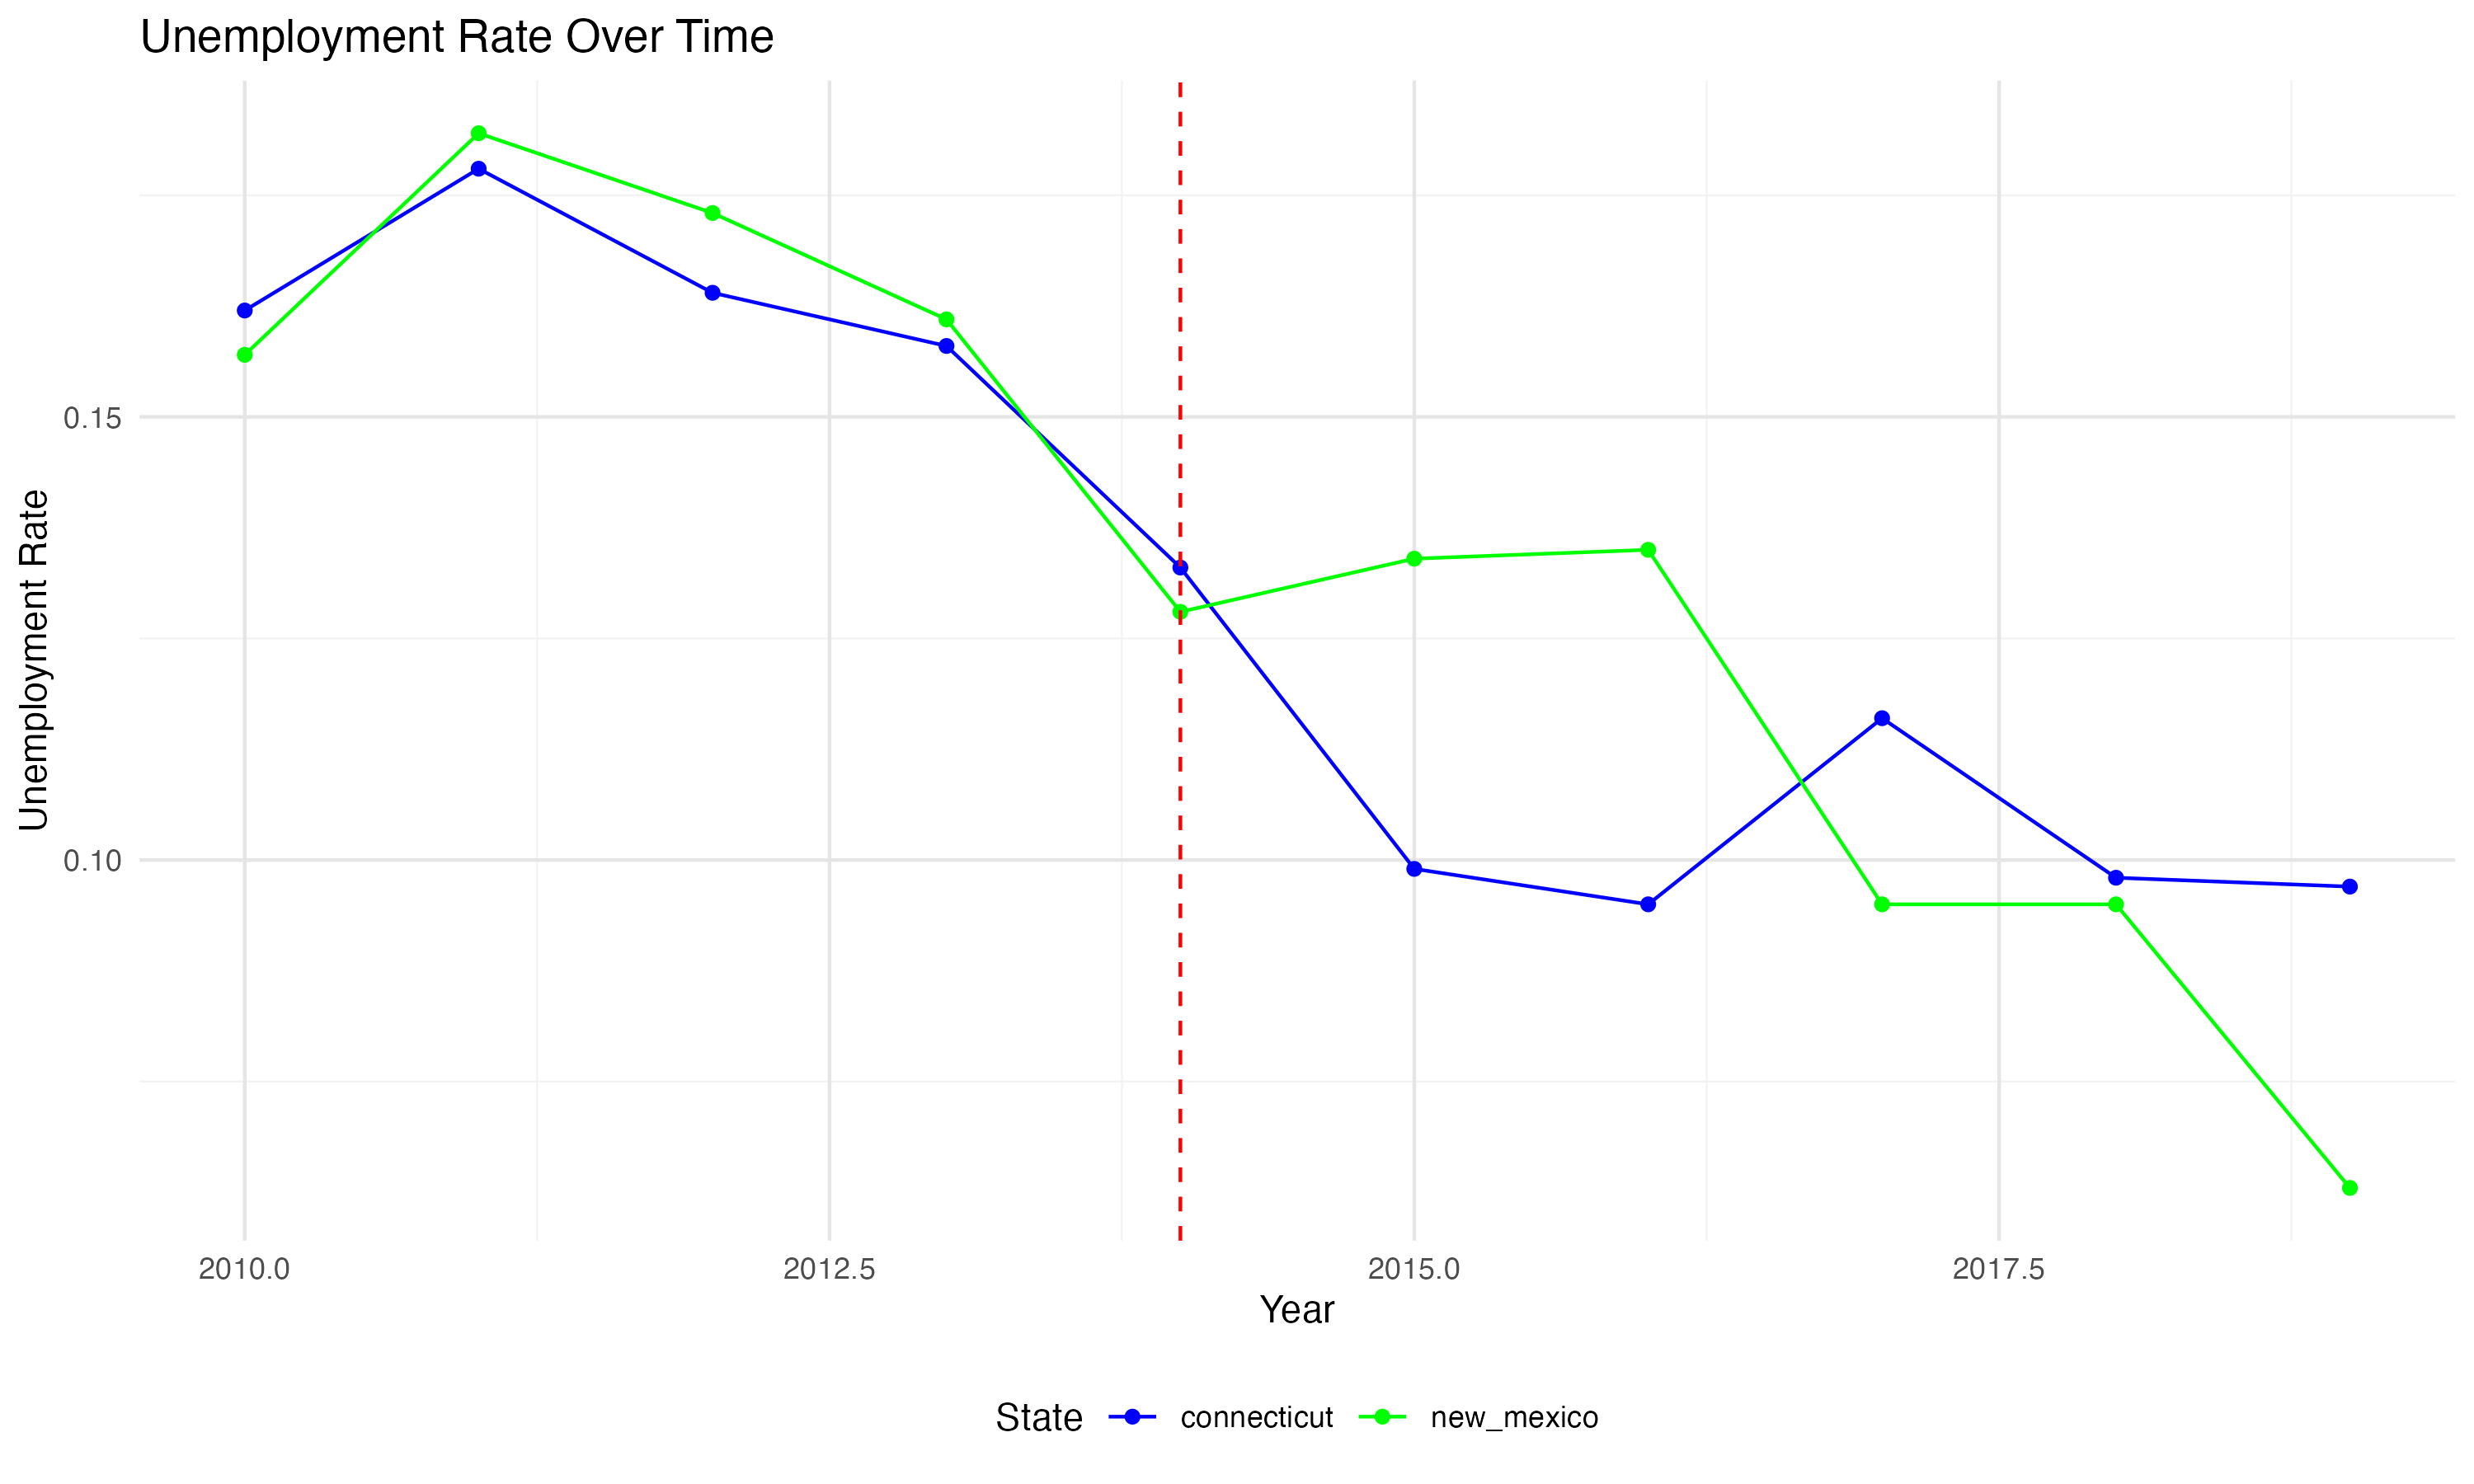 Unemployment Rate Over Time
Unemployment Rate
0.15
0.10
2010.0 2012.5 2015.0 2017.5
Year
State connecticut new_mexico